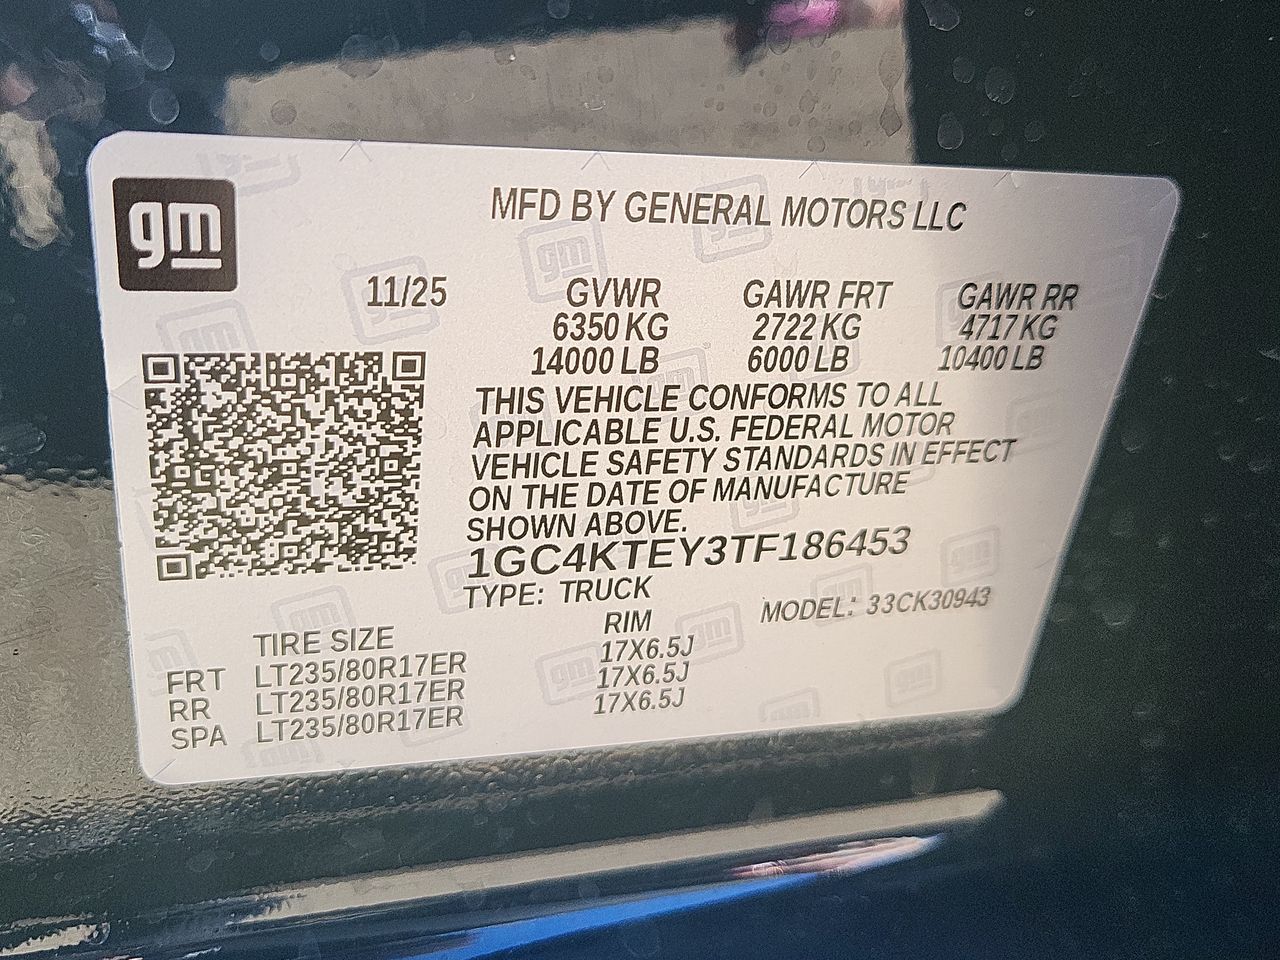 gm
MFD BY GENERAL MOTORS LLC
11/25 GVWR GAWR FRT GAWR RR
6350 KG 2722 KG 4717 KG
14000 LB 6000 LB 10400 LB
THIS VEHICLE CONFORMS TO ALL
APPLICABLE U.S. FEDERAL MOTOR
VEHICLE SAFETY STANDARDS IN EFFECT
ON THE DATE OF MANUFACTURE
SHOWN ABOVE.
1GC4KTEY3TF186453
TYPE: TRUCK
MODEL: 33CK30943
TIRE SIZE RIM
FRT LT235/80R17ER 17X6.5J
RR LT235/80R17ER 17X6.5J
SPA LT235/80R17ER 17X6.5J